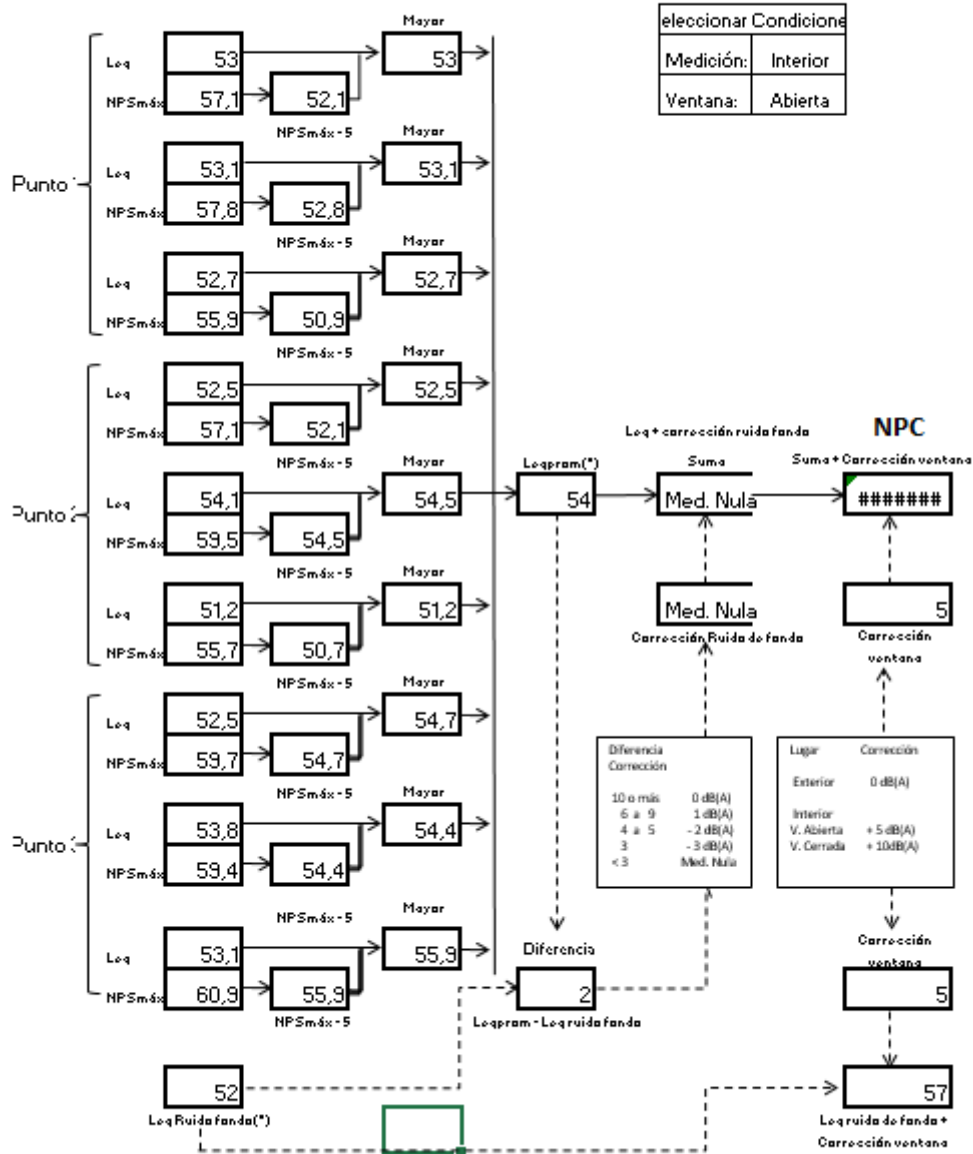 eleccionar Condicione
Medición: Interior
Ventana: Abierta
Mayor
Leq 53 53
NPSmáx 57,1 52,1
NPSmáx-5 Mayor
Leq 53,1 53,1
Punto
NPSmáx 57,8 52,8
NPSmáx-5 Mayor
Leq 52,7 52,7
NPSmáx 55,9 50,9
NPSmáx-5 Mayor
Leq 52,5 52,5
NPSmáx 57,1 52,1
NPSmáx-5 Mayor
Leq 54,1 54,5
Punto 2
NPSmáx 59,5 54,5
NPSmáx-5 Mayor
Leq 51,2 51,2
NPSmáx 55,7 50,7
NPSmáx-5 Mayor
Leq 52,5 54,7
NPSmáx 59,7 54,7
NPSmáx-5 Mayor
Leq 53,8 54,4
Punto
NPSmáx 59,4 54,4
NPSmáx-5 Mayor
Leq 53,1 55,9
NPSmáx 60,9 55,9
NPSmáx-5
52
Leq Ruido fondo(*)
Leqprom(*)
54
Diferencia
2
Leqprom - Leq ruido fondo
Leq + corrección ruido fondo
Suma
Med. Nula
Med. Nula
Corrección Ruido de fondo
Diferencia
Corrección
10 o más 0 dB(A)
6 a 9 1 dB(A)
4 a 5 - 2 dB(A)
3 - 3 dB(A)
< 3 Med. Nula
NPC
Suma + Corrección ventana
#######
5
Corrección
ventana
Lugar Corrección
Exterior 0 dB(A)
Interior
V. Abierta + 5 dB(A)
V. Cerrada + 10dB(A)
Corrección
ventana
5
57
Leq ruido de fondo +
Corrección ventana